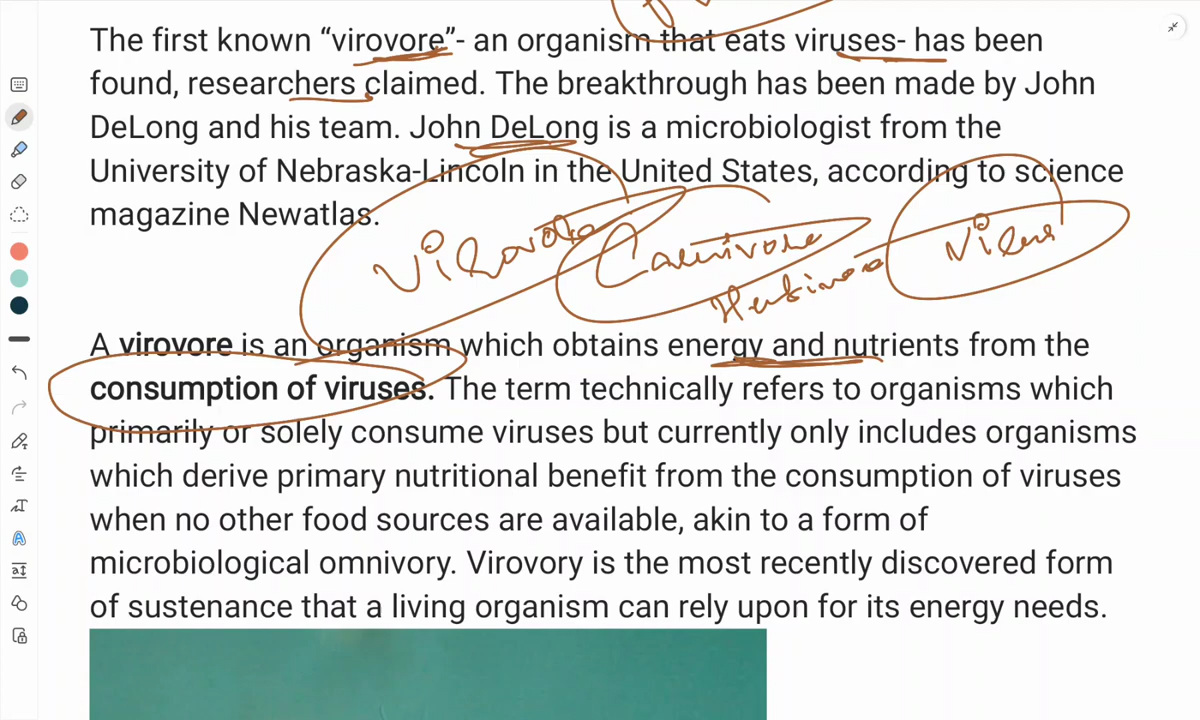 The first known “virovore”- an organism that eats viruses- has been
found, researchers claimed. The breakthrough has been made by John
DeLong and his team. John DeLong is a microbiologist from the
University of Nebraska-Lincoln in the United States, according to science
magazine Newatlas.
Virovore Carnivore Virus
Herbivore
A virovore is an organism which obtains energy and nutrients from the
consumption of viruses. The term technically refers to organisms which
primarily or solely consume viruses but currently only includes organisms
which derive primary nutritional benefit from the consumption of viruses
when no other food sources are available, akin to a form of
microbiological omnivory. Virovory is the most recently discovered form
of sustenance that a living organism can rely upon for its energy needs.